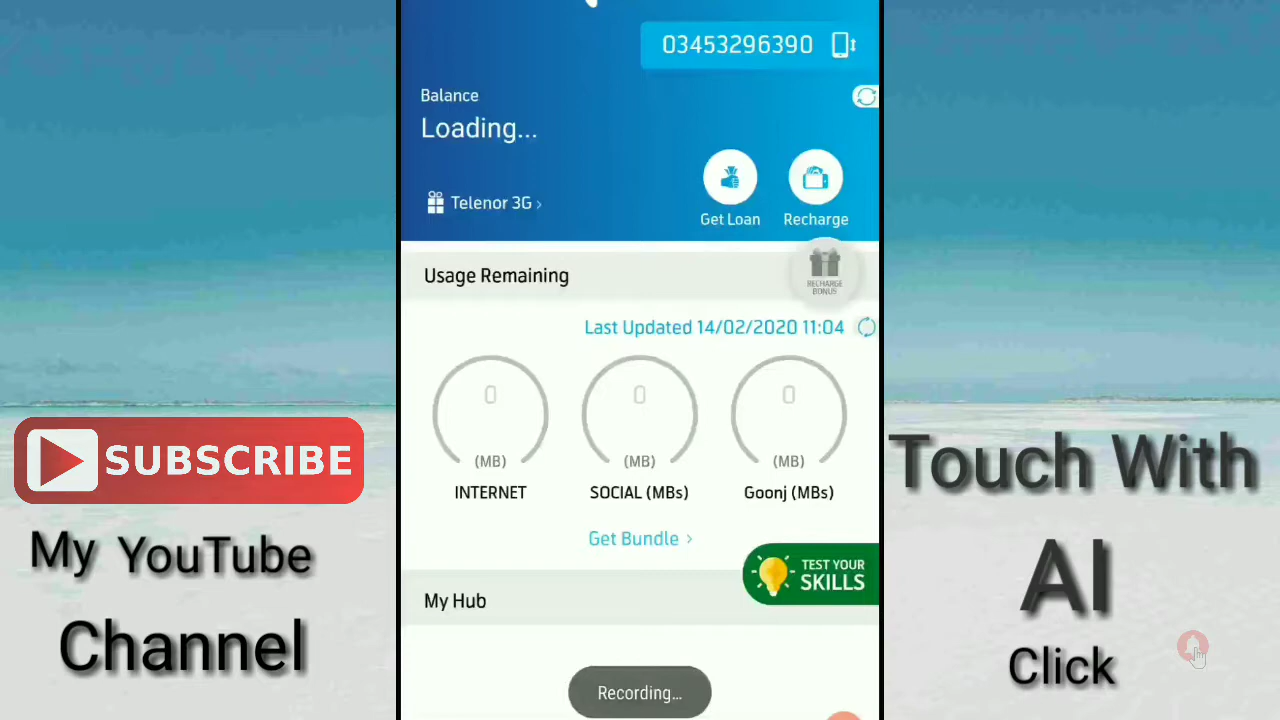 03453296390
Balance
Loading...
Telenor 3G
Get Loan
Recharge
Usage Remaining
RECHARGE
BONUS
Last Updated 14/02/2020 11:04
0
(MB)
INTERNET
0
(MB)
SOCIAL (MBs)
0
(MB)
Goonj (MBs)
Get Bundle
TEST YOUR
SKILLS
My Hub
Recording...
SUBSCRIBE
My YouTube
Channel
Touch With
AI
Click